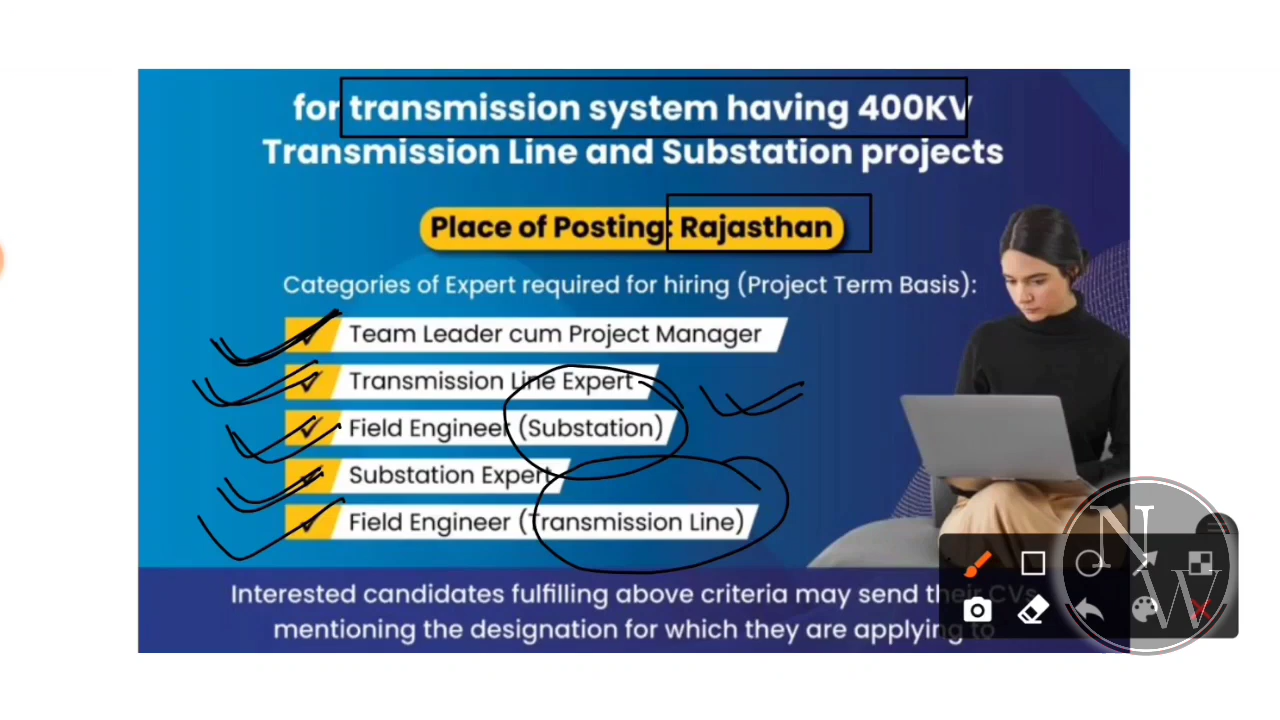 for transmission system having 400KV
Transmission Line and Substation projects
Place of Posting: Rajasthan
Categories of Expert required for hiring (Project Term Basis):
Team Leader cum Project Manager
Transmission Line Expert
Field Engineer (Substation)
Substation Expert
Field Engineer (Transmission Line)
Interested candidates fulfilling above criteria may send their CVs
mentioning the designation for which they are applying to
N
W